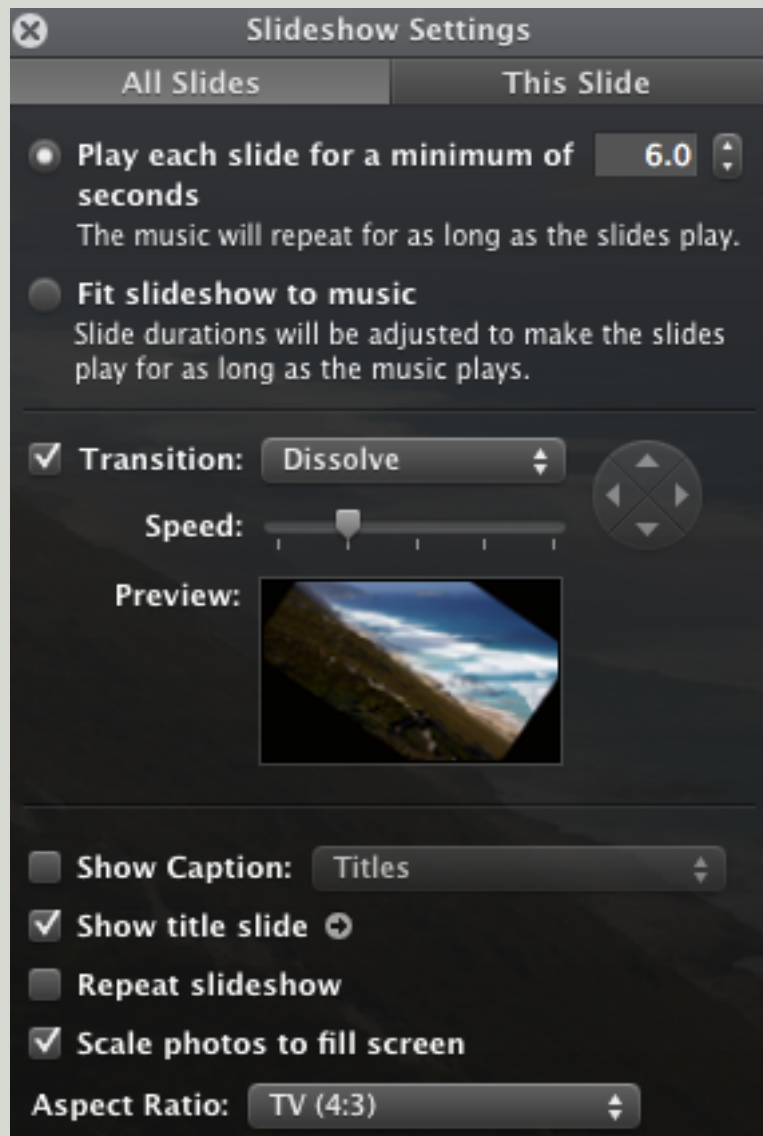 Slideshow Settings
All Slides
This Slide
Play each slide for a minimum of 6.0
seconds
The music will repeat for as long as the slides play.
Fit slideshow to music
Slide durations will be adjusted to make the slides
play for as long as the music plays.
Transition: Dissolve
Speed:
Preview:
Show Caption: Titles
Show title slide
Repeat slideshow
Scale photos to fill screen
Aspect Ratio: TV (4:3)